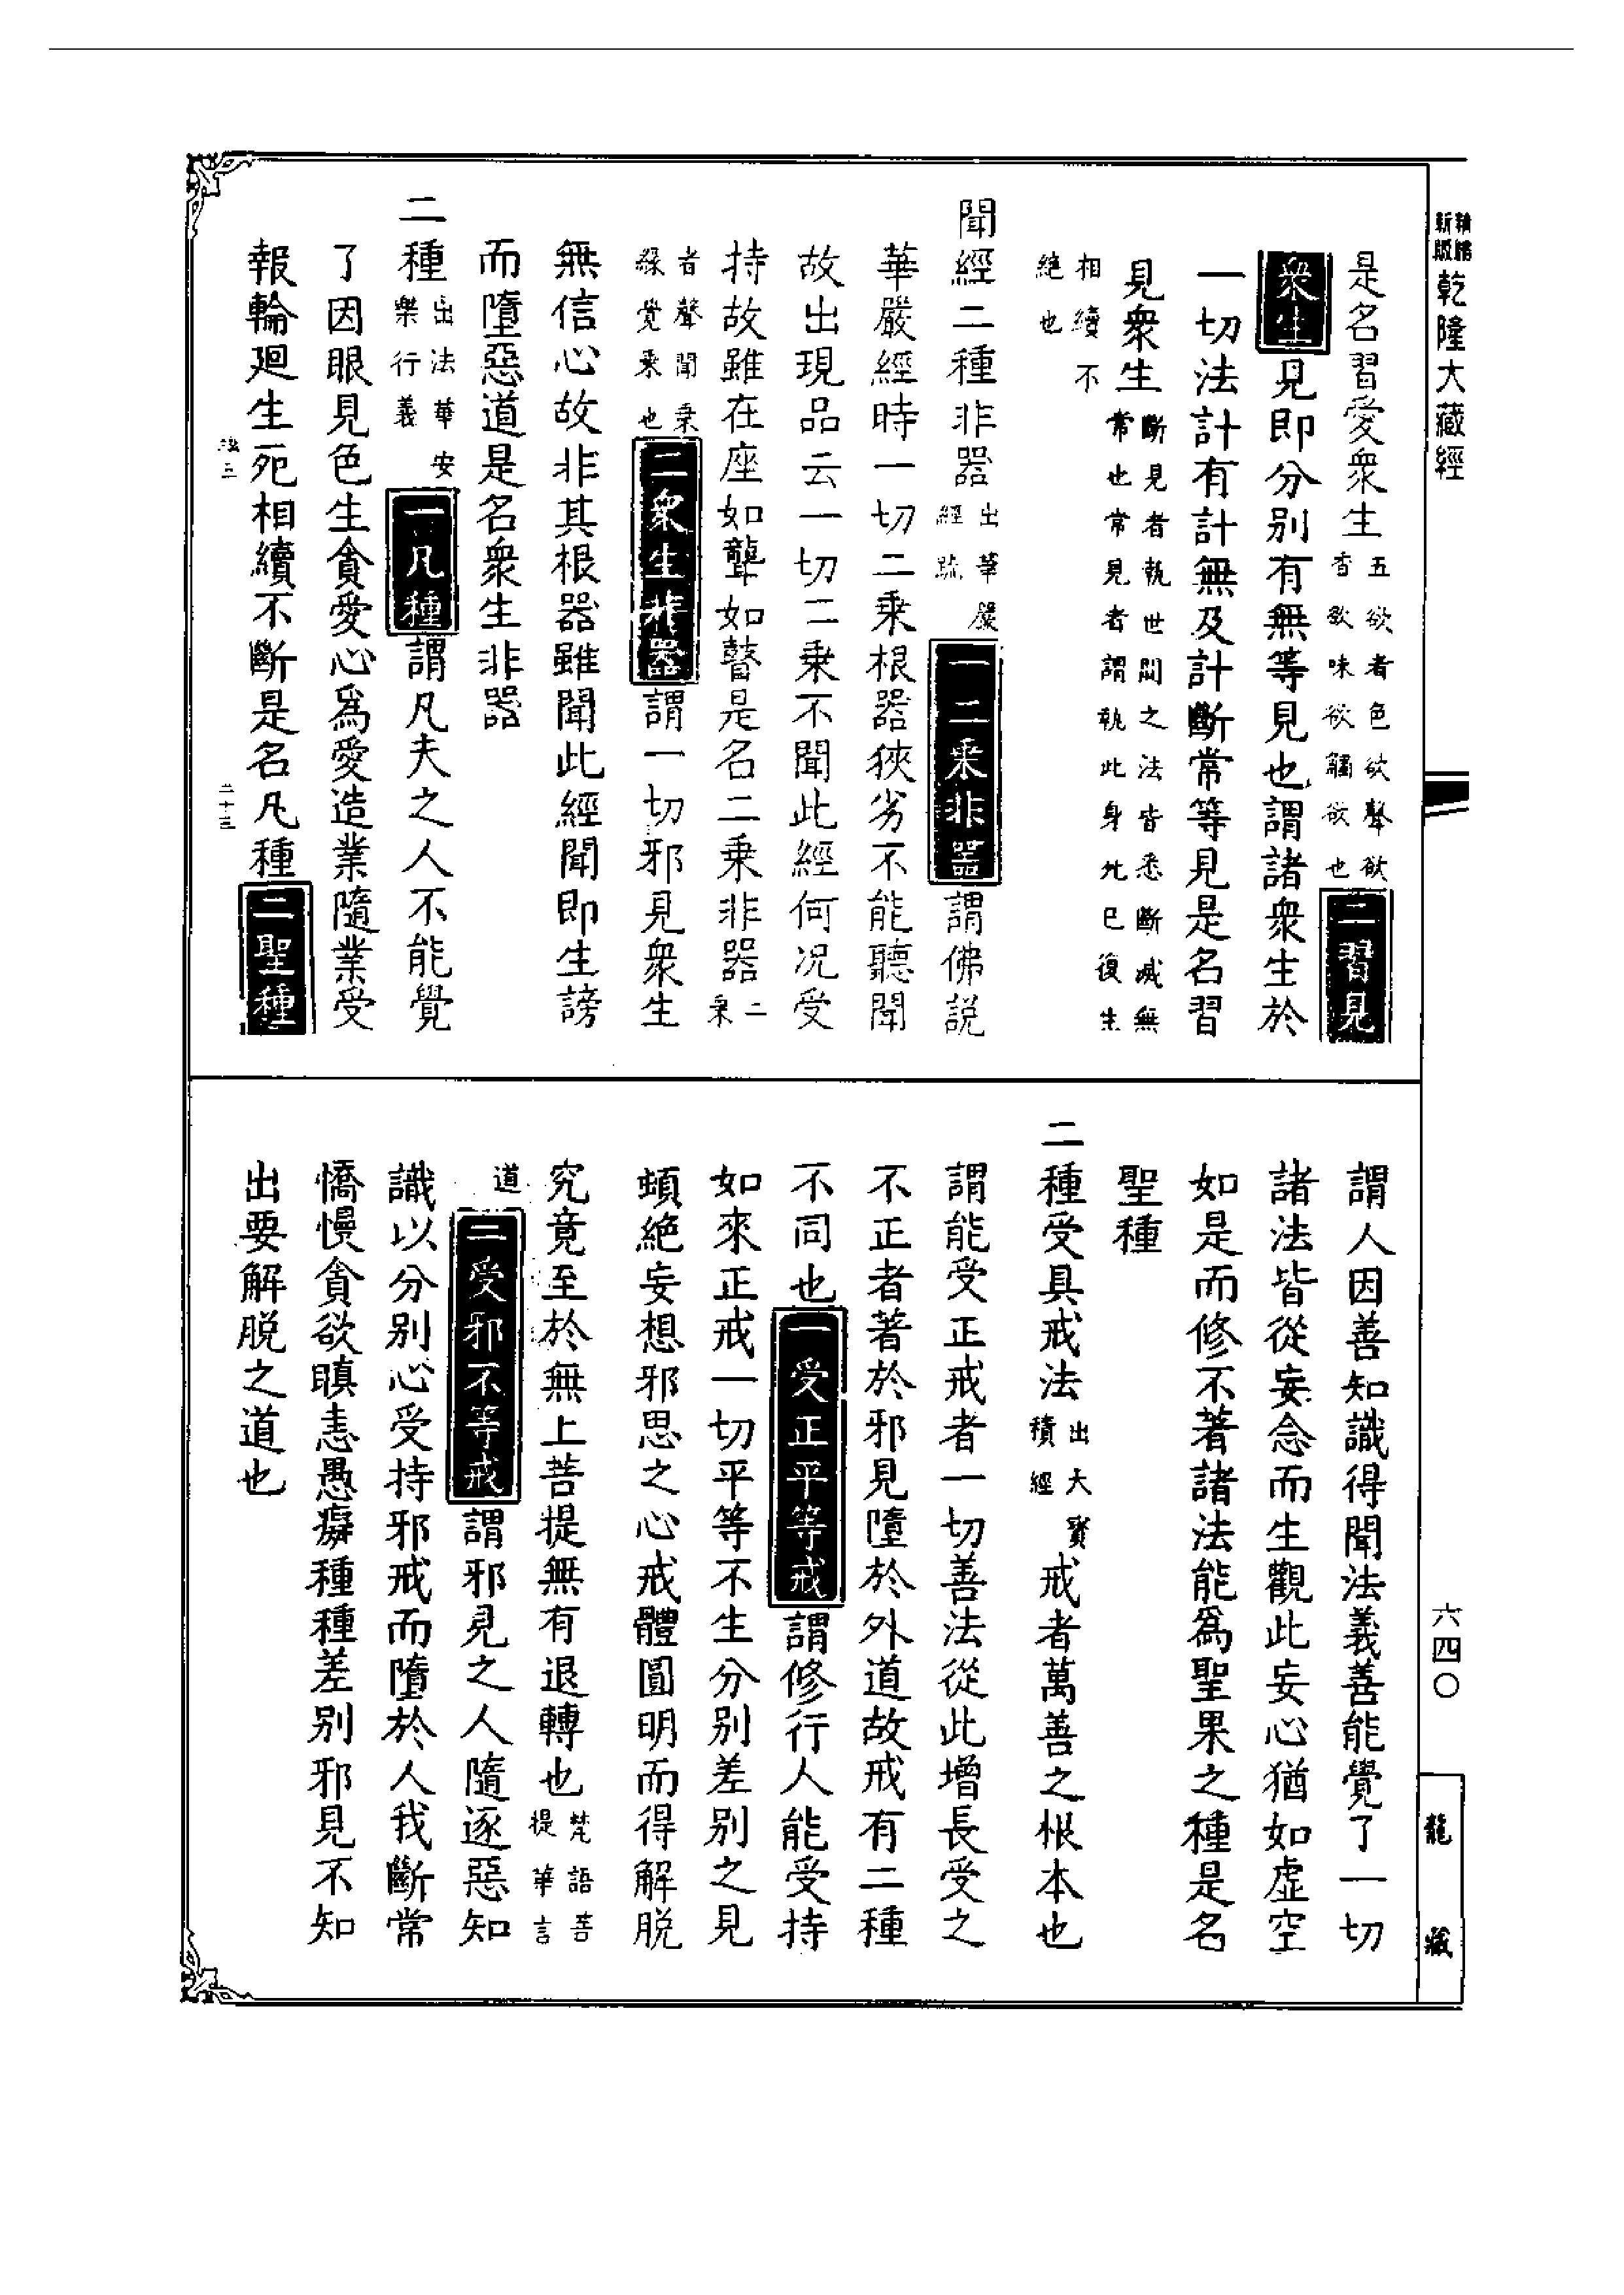 新版精縮
乾隆大藏經
是名習愛衆生五欲者色欲聲欲香欲味欲觸欲也二習見
衆生見即分别有無等見也謂諸衆生於
一切法計有計無及計斷常等見是名習
見衆生斷見者執世間之法皆悉斷滅無常也常見者謂執此身死已復生
相續不絶也
聞經二種非器出華嚴經疏一二乘非器謂佛説
華嚴經時一切二乘根器狹劣不能聽聞
故出現品云一切二乘不聞此經何况受
持故雖在座如聾如瞽是名二乘非器二乘
者聲聞乘緣覺乘也二衆生非器謂一切邪見衆生
無信心故非其根器雖聞此經聞即生謗
而墮惡道是名衆生非器
二種出法華安樂行義一凡種謂凡夫之人不能覺
了因眼見色生貪愛心爲愛造業隨業受
報輪廻生死相續不斷是名凡種二聖種
謂人因善知識得聞法義善能覺了一切
諸法皆從妄念而生觀此妄心猶如虚空
如是而修不著諸法能爲聖果之種是名
聖種
二種受具戒法出大寶積經戒者萬善之根本也
謂能受正戒者一切善法從此增長受之
不正者著於邪見墮於外道故戒有二種
不同也一受正平等戒謂修行人能受持
如來正戒一切平等不生分别差别之見
頓絶妄想邪思之心戒體圓明而得解脱
究竟至於無上菩提無有退轉也梵語菩提華言
道二受邪不等戒謂邪見之人隨逐惡知
識以分别心受持邪戒而墮於人我斷常
憍慢貪欲瞋恚愚癡種種差别邪見不知
出要解脱之道也
六四〇
龍藏